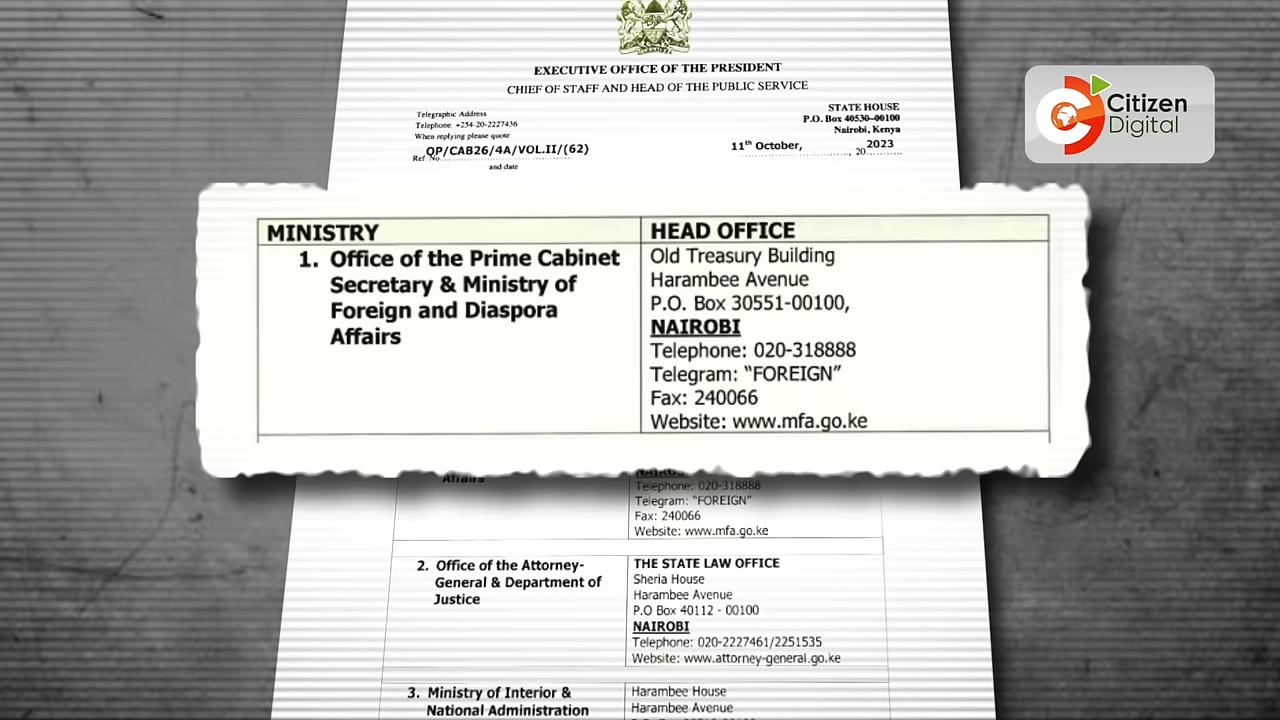 EXECUTIVE OFFICE OF THE PRESIDENT
CHIEF OF STAFF AND HEAD OF THE PUBLIC SERVICE
Telegraphic Address
Telephone: +254-20-2227436
When replying please quote
QP/CAB26/4A/VOL.II/(62)
Ref No.
and date
STATE HOUSE
P.O. Box 40530-00100
Nairobi, Kenya
11th October, 2023
20
Citizen
Digital
MINISTRY
HEAD OFFICE
1. Office of the Prime Cabinet
Secretary & Ministry of
Foreign and Diaspora
Affairs
Old Treasury Building
Harambee Avenue
P.O. Box 30551-00100,
NAIROBI
Telephone: 020-318888
Telegram: “FOREIGN”
Fax: 240066
Website: www.mfa.go.ke
Affairs
Telephone: 020-318888
Telegram: “FOREIGN”
Fax: 240066
Website: www.mfa.go.ke
2. Office of the Attorney-
General & Department of
Justice
THE STATE LAW OFFICE
Sheria House
Harambee Avenue
P.O Box 40112 - 00100
NAIROBI
Telephone: 020-2227461/2251535
Website: www.attorney-general.go.ke
3. Ministry of Interior &
National Administration
Harambee House
Harambee Avenue